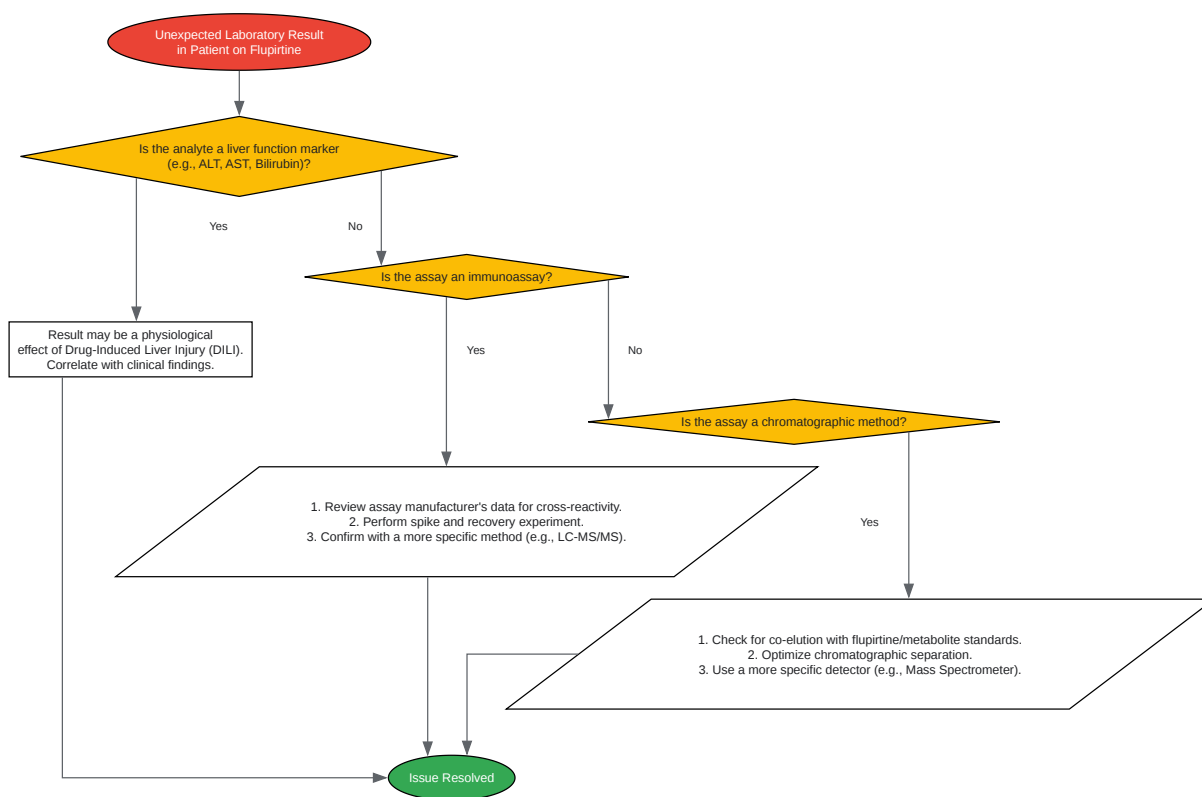 Unexpected Laboratory Result
in Patient on Flupirtine
Is the analyte a liver function marker
(e.g., ALT, AST, Bilirubin)?
Yes
No
Is the assay an immunoassay?
Result may be a physiological
effect of Drug-Induced Liver Injury (DILI).
Correlate with clinical findings.
Yes
No
Is the assay a chromatographic method?
1. Review assay manufacturer's data for cross-reactivity.
2. Perform spike and recovery experiment.
3. Confirm with a more specific method (e.g., LC-MS/MS).
Yes
1. Check for co-elution with flupirtine/metabolite standards.
2. Optimize chromatographic separation.
3. Use a more specific detector (e.g., Mass Spectrometer).
Issue Resolved